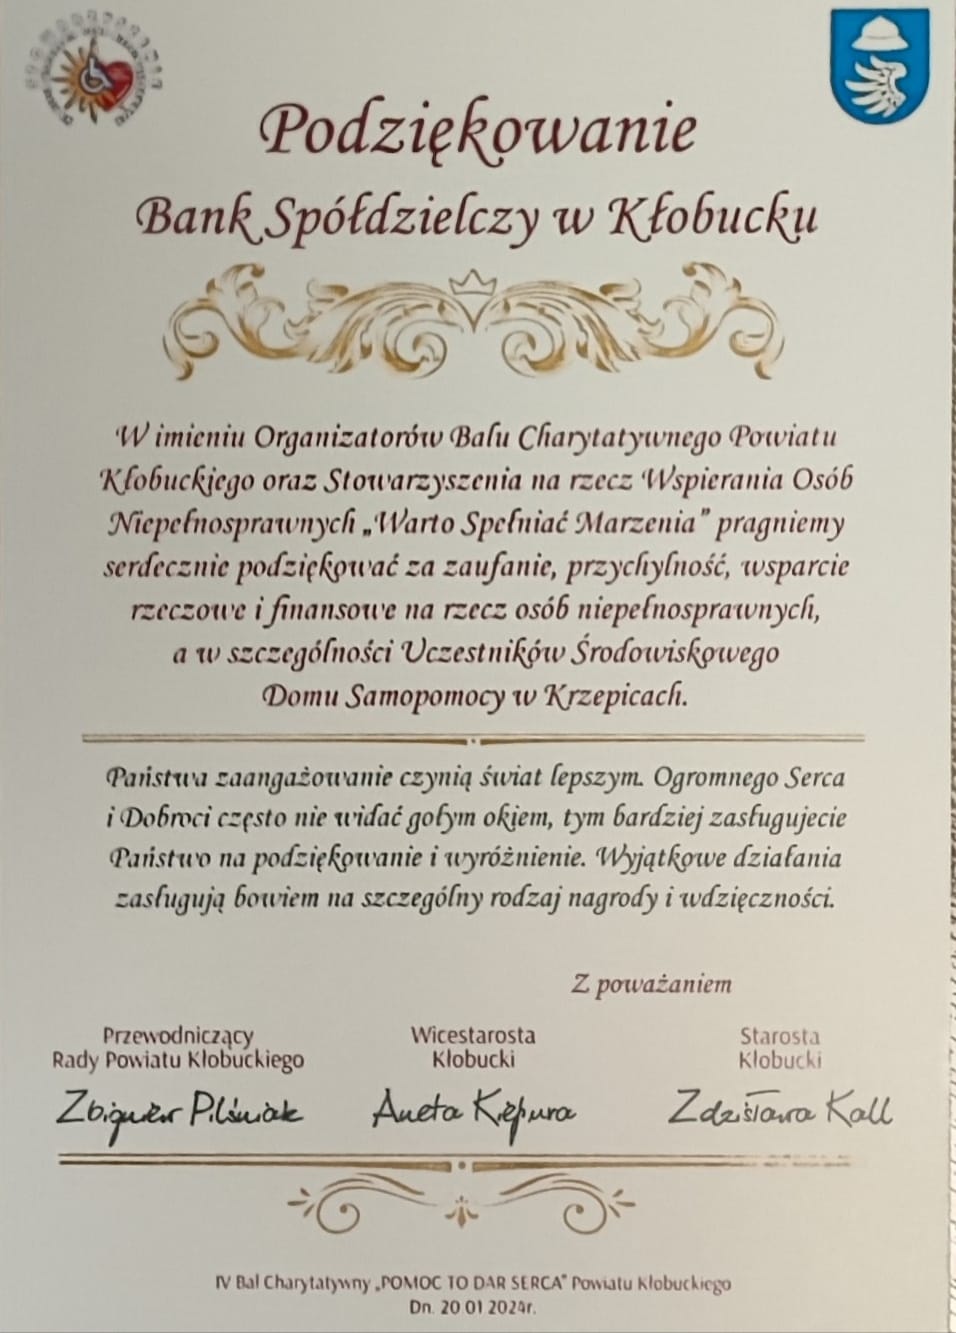 Podziękowanie
Bank Spółdzielczy w Kłobucku
W imieniu Organizatorów Balu Charytatywnego Powiatu
Kłobuckiego oraz Stowarzyszenia na rzecz Wspierania Osób
Niepełnosprawnych „Warto Spełniać Marzenia” pragniemy
serdecznie podziękować za zaufanie, przychylność, wsparcie
rzeczowe i finansowe na rzecz osób niepełnosprawnych,
a w szczególności Uczestników Środowiskowego
Domu Samopomocy w Krzepicach.
Państwa zaangażowanie czynią świat lepszym. Ogromnego Serca
i Dobroci często nie widać gołym okiem, tym bardziej zasługujecie
Państwo na podziękowanie i wyróżnienie. Wyjątkowe działania
zasługują bowiem na szczególny rodzaj nagrody i wdzięczności.
Z poważaniem
Przewodniczący Wicestarosta Starosta
Rady Powiatu Kłobuckiego Kłobucki Kłobucki
Zbigniew Pilśniak Aneta Kiepura Zdzisława Kall
IV Bal Charytatywny „POMOC TO DAR SERCA” Powiatu Kłobuckiego
Dn. 20 01 2024r.